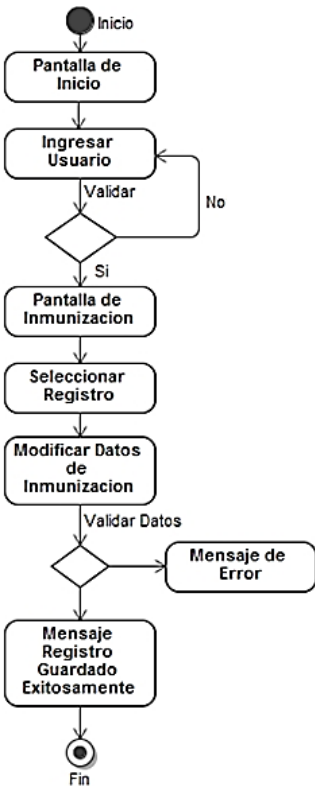 Inicio
Pantalla de
Inicio
Ingresar
Usuario
Validar
No
Si
Pantalla de
Inmunizacion
Seleccionar
Registro
Modificar Datos
de
Inmunizacion
Validar Datos
Mensaje de
Error
Mensaje
Registro
Guardado
Exitosamente
Fin